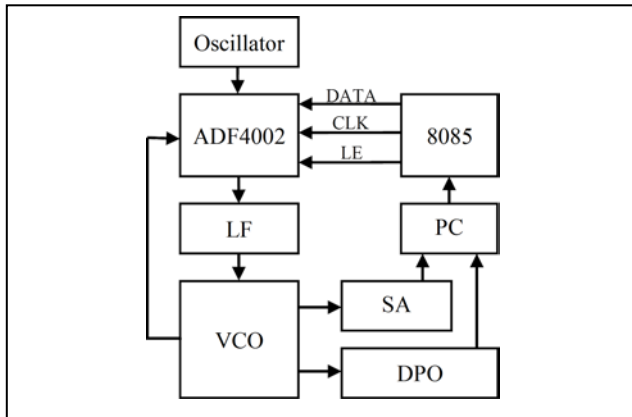 Oscillator
DATA
ADF4002
CLK
8085
LE
LF
PC
SA
VCO
DPO